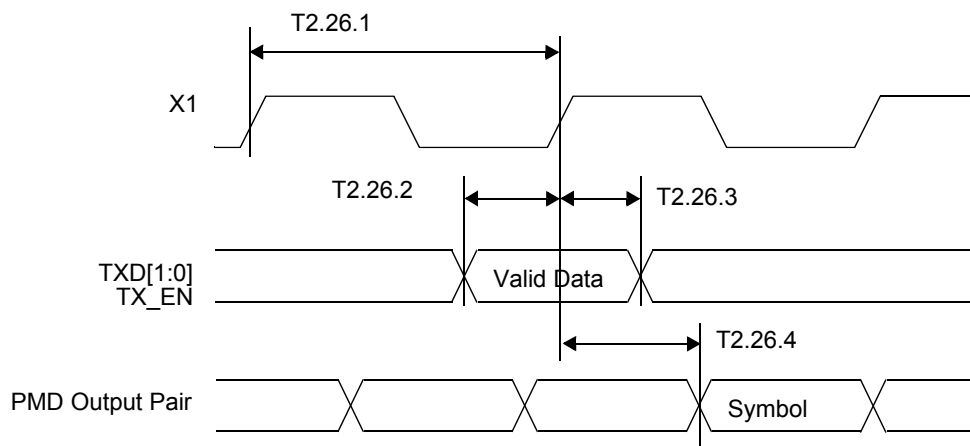 T2.26.1
X1
T2.26.2
T2.26.3
TXD[1:0]
TX_EN
Valid Data
T2.26.4
PMD Output Pair
Symbol